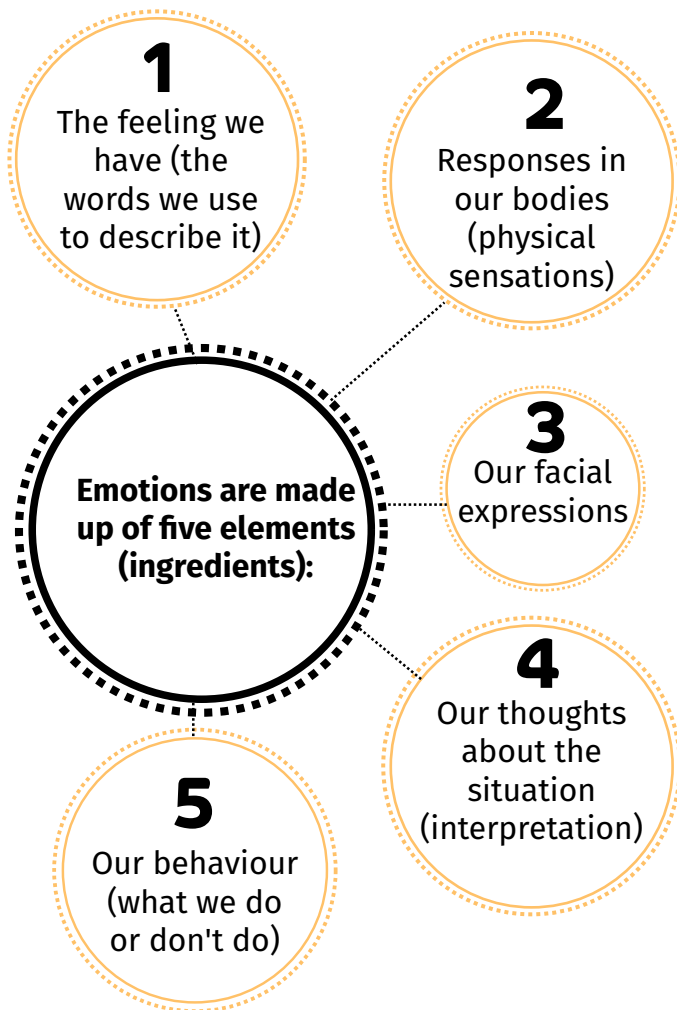 1
The feeling we
have (the
words we use
to describe it)
2
Responses in
our bodies
(physical
sensations)
Emotions are made
up of five elements
(ingredients):
3
Our facial
expressions
4
Our thoughts
about the
situation
(interpretation)
5
Our behaviour
(what we do
or don't do)